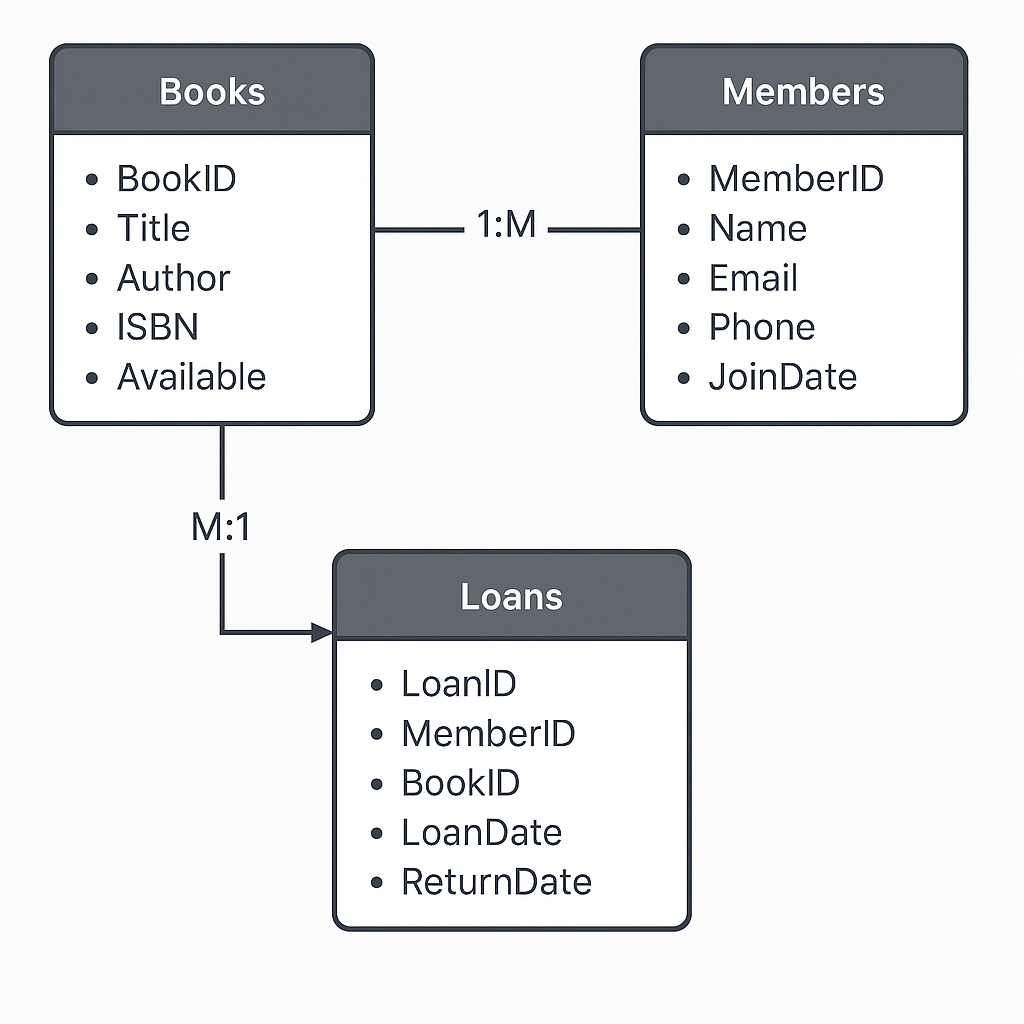 Books
• BookID
• Title
• Author
• ISBN
• Available
1:M
Members
• MemberID
• Name
• Email
• Phone
• JoinDate
M:1
Loans
• LoanID
• MemberID
• BookID
• LoanDate
• ReturnDate